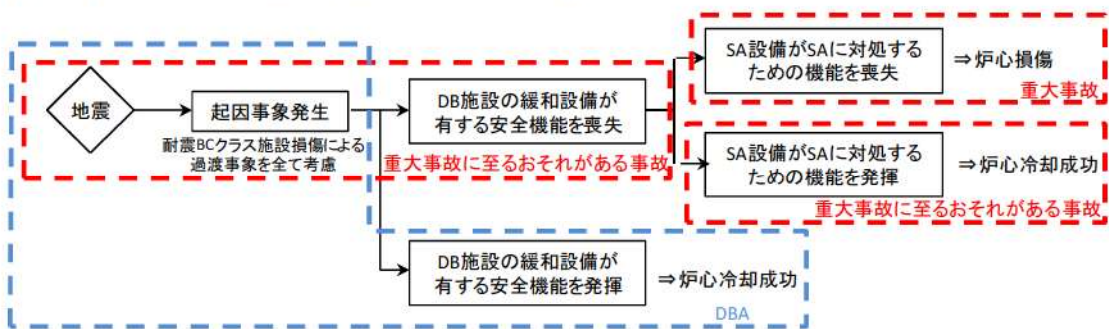 地震
起因事象発生
耐震BCクラス施設損傷による
過渡事象を全て考慮
DB施設の緩和設備が
有する安全機能を喪失
重大事故に至るおそれがある事故
SA設備がSAに対処する
ための機能を喪失
⇒炉心損傷
重大事故
SA設備がSAに対処する
ための機能を発揮
⇒炉心冷却成功
重大事故に至るおそれがある事故
DB施設の緩和設備が
有する安全機能を発揮
⇒炉心冷却成功
DBA